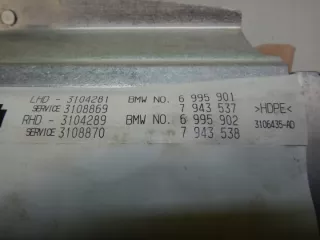 LHD - 3104281 BMW NO. 6 995 901
SERVICE 3108869 7 943 537
RHD - 3104289 BMW NO. 6 995 902
SERVICE 3108870 7 943 538
>HDPE<
3106435-AD